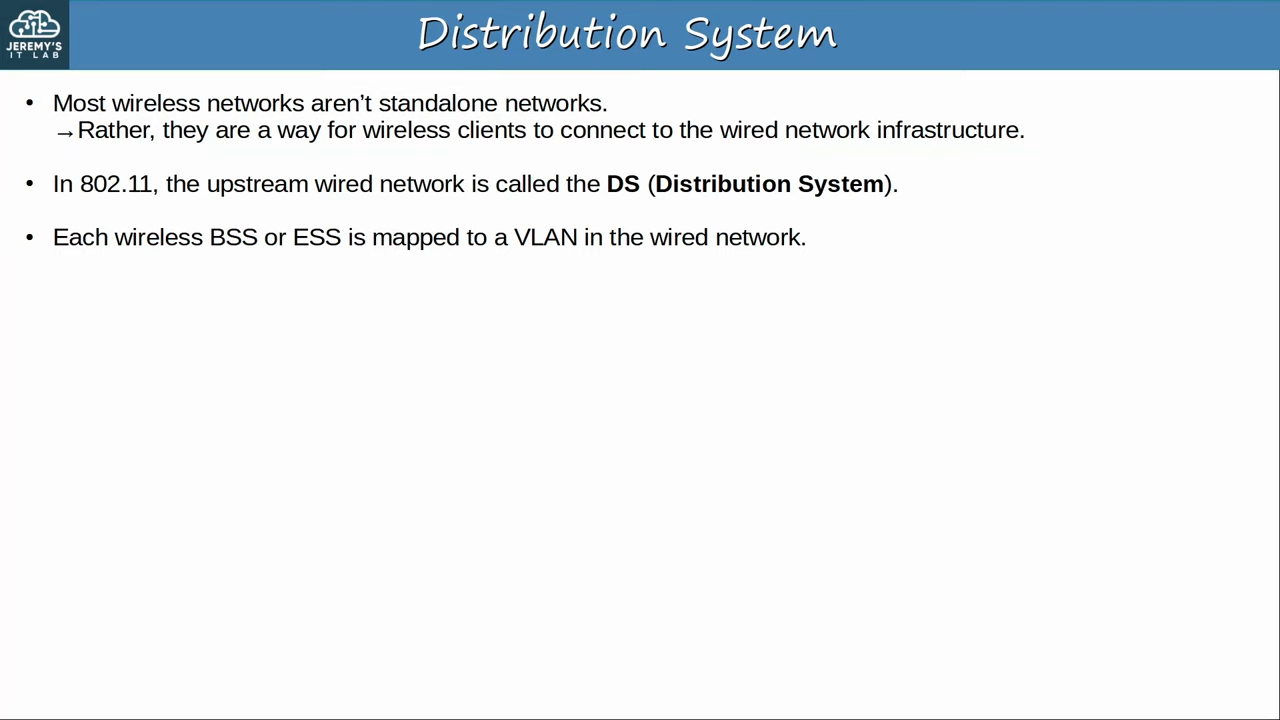 JEREMY'S
IT LAB
Distribution System
• Most wireless networks aren’t standalone networks.
→Rather, they are a way for wireless clients to connect to the wired network infrastructure.
• In 802.11, the upstream wired network is called the DS (Distribution System).
• Each wireless BSS or ESS is mapped to a VLAN in the wired network.